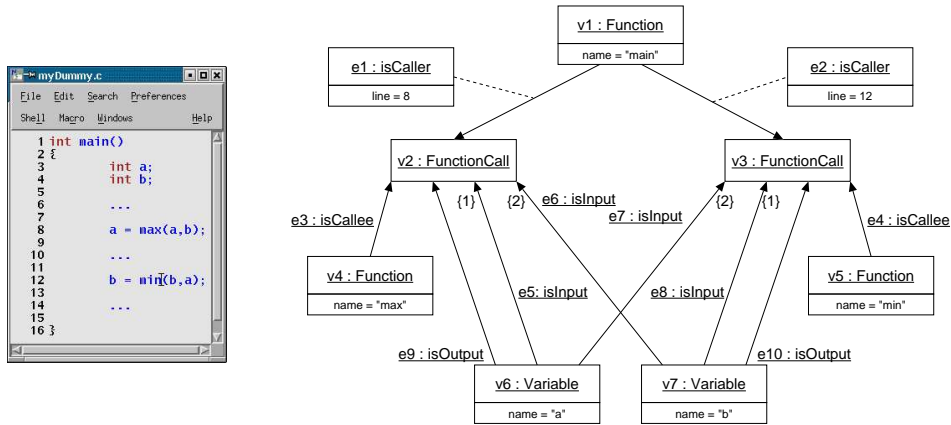 myDummy.c
File Edit Search Preferences
Shell Macro Windows Help
1 int main()
2 {
3 int a;
4 int b;
5
6 ...
7
8 a = max(a,b);
9
10 ...
11
12 b = min(b,a);
13
14 ...
15
16 }
v1 : Function
name = "main"
e1 : isCaller
line = 8
e2 : isCaller
line = 12
v2 : FunctionCall
v3 : FunctionCall
{1}
{2}
e6 : isInput
{2}
{1}
e3 : isCallee
e7 : isInput
e4 : isCallee
v4 : Function
name = "max"
e5: isInput
e8 : isInput
v5 : Function
name = "min"
e9 : isOutput
e10 : isOutput
v6 : Variable
name = "a"
v7 : Variable
name = "b"